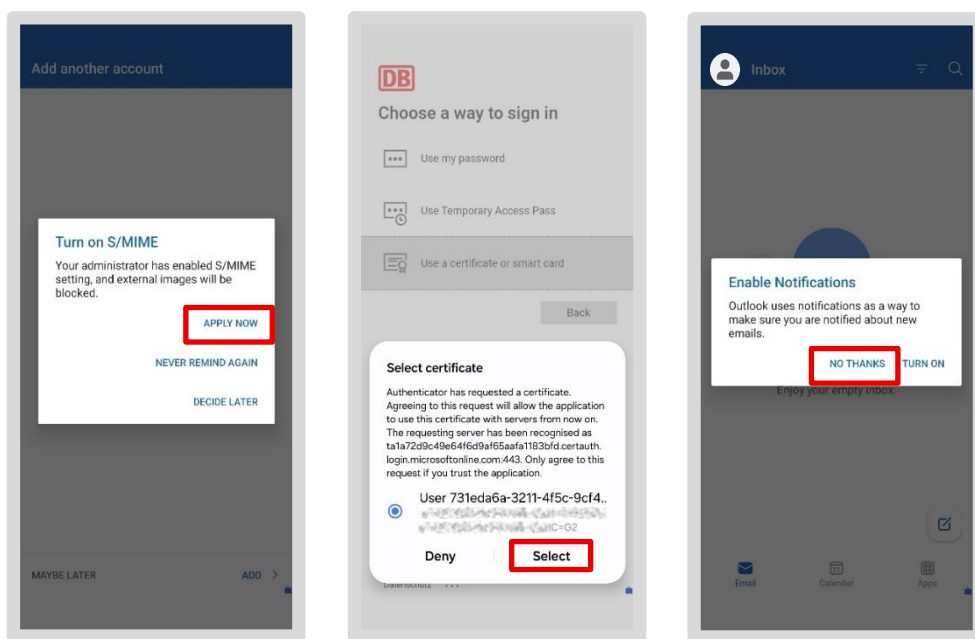 Add another account
Turn on S/MIME
Your administrator has enabled S/MIME
setting, and external images will be
blocked.
APPLY NOW
NEVER REMIND AGAIN
DECIDE LATER
MAYBE LATER
ADD >
DB
Choose a way to sign in
Use my password
Use Temporary Access Pass
Use a certificate or smart card
Back
Select certificate
Authenticator has requested a certificate.
Agreeing to this request will allow the application
to use this certificate with servers from now on.
The requesting server has been recognised as
ta1a72d9c49e64f6d9af65aafa1183bfd.certauth.
login.microsoftonline.com:443. Only agree to this
request if you trust the application.
User 731eda6a-3211-4f5c-9cf4..
C=G2
Deny
Select
Datenschutz ...
Inbox
Enable Notifications
Outlook uses notifications as a way to
make sure you are notified about new
emails.
NO THANKS
TURN ON
Enjoy your empty inbox.
Email
Calendar
Apps